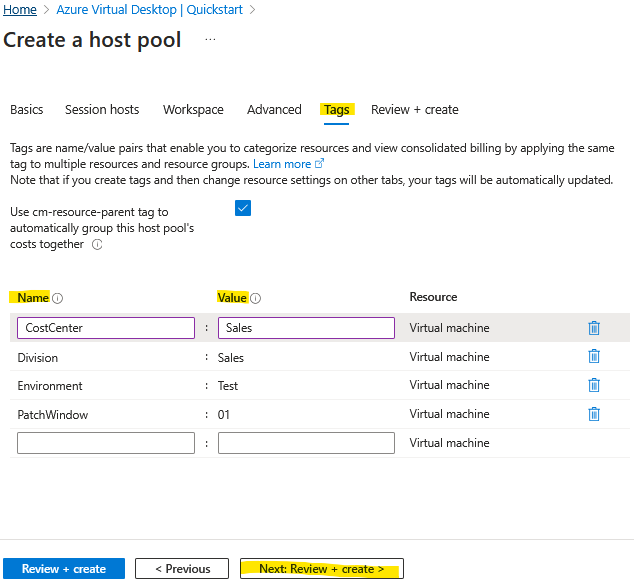 Home > Azure Virtual Desktop | Quickstart >
Create a host pool ...
Basics Session hosts Workspace Advanced Tags Review + create
Tags are name/value pairs that enable you to categorize resources and view consolidated billing by applying the same
tag to multiple resources and resource groups. Learn more
Note that if you create tags and then change resource settings on other tabs, your tags will be automatically updated.
Use cm-resource-parent tag to
automatically group this host pool's
costs together
Name Value Resource
CostCenter : Sales Virtual machine
Division : Sales Virtual machine
Environment : Test Virtual machine
PatchWindow : 01 Virtual machine
: Virtual machine
Review + create < Previous Next: Review + create >